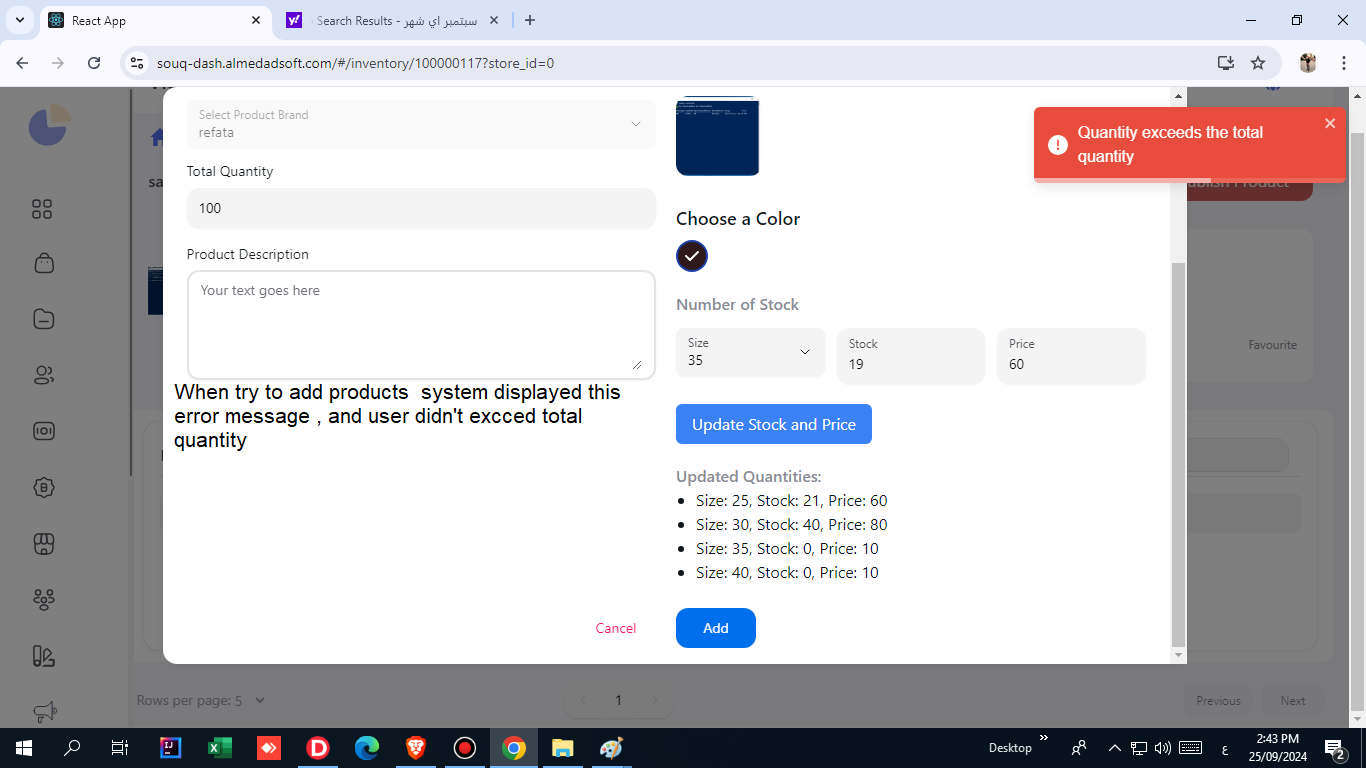 React App
سبتمبر اي شهر - Search Results
souq-dash.almedadsoft.com/#/inventory/100000117?store_id=0
Select Product Brand
refata
Total Quantity
100
Product Description
Your text goes here
When try to add products system displayed this
error message , and user didn't excced total
quantity
Cancel
Choose a Color
Number of Stock
Size
35
Stock
19
Price
60
Update Stock and Price
Updated Quantities:
Size: 25, Stock: 21, Price: 60
Size: 30, Stock: 40, Price: 80
Size: 35, Stock: 0, Price: 10
Size: 40, Stock: 0, Price: 10
Add
Quantity exceeds the total
quantity
Product
Favourite
Rows per page: 5
1
Previous
Next
Desktop
ع
2:43 PM
25/09/2024
2